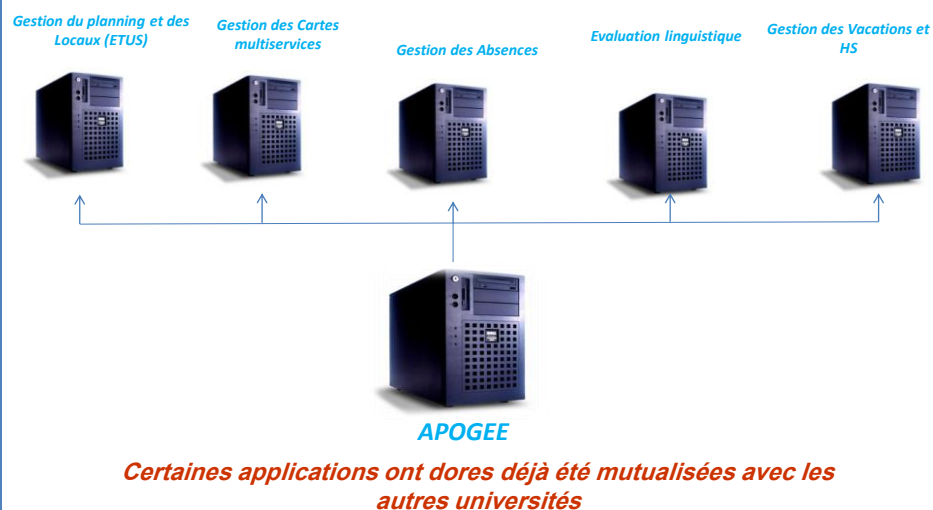 Gestion du planning et des
Locaux (ETUS)
Gestion des Cartes
multiservices
Gestion des Absences
Evaluation linguistique
Gestion des Vacations et
HS
APOGEE
Certaines applications ont dores déjà été mutualisées avec les
autres universités